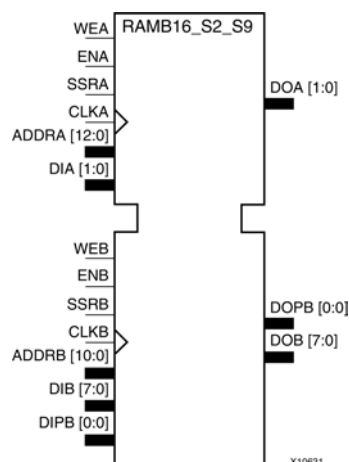 RAMB16_S2_S9
WEA
ENA
SSRA
CLKA
ADDRA [12:0]
DIA [1:0]
DOA [1:0]
WEB
ENB
SSRB
CLKB
ADDRB [10:0]
DIB [7:0]
DIPB [0:0]
DOPB [0:0]
DOB [7:0]
X10631